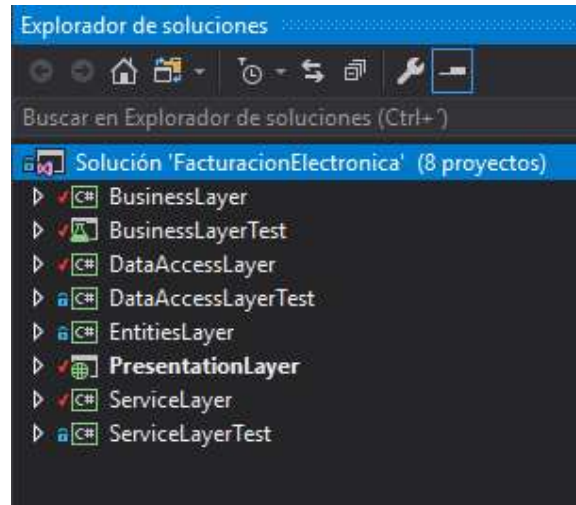 Explorador de soluciones
Buscar en Explorador de soluciones (Ctrl+')
Solución 'FacturacionElectronica' (8 proyectos)
C# BusinessLayer
BusinessLayerTest
C# DataAccessLayer
C# DataAccessLayerTest
C# EntitiesLayer
PresentationLayer
C# ServiceLayer
C# ServiceLayerTest